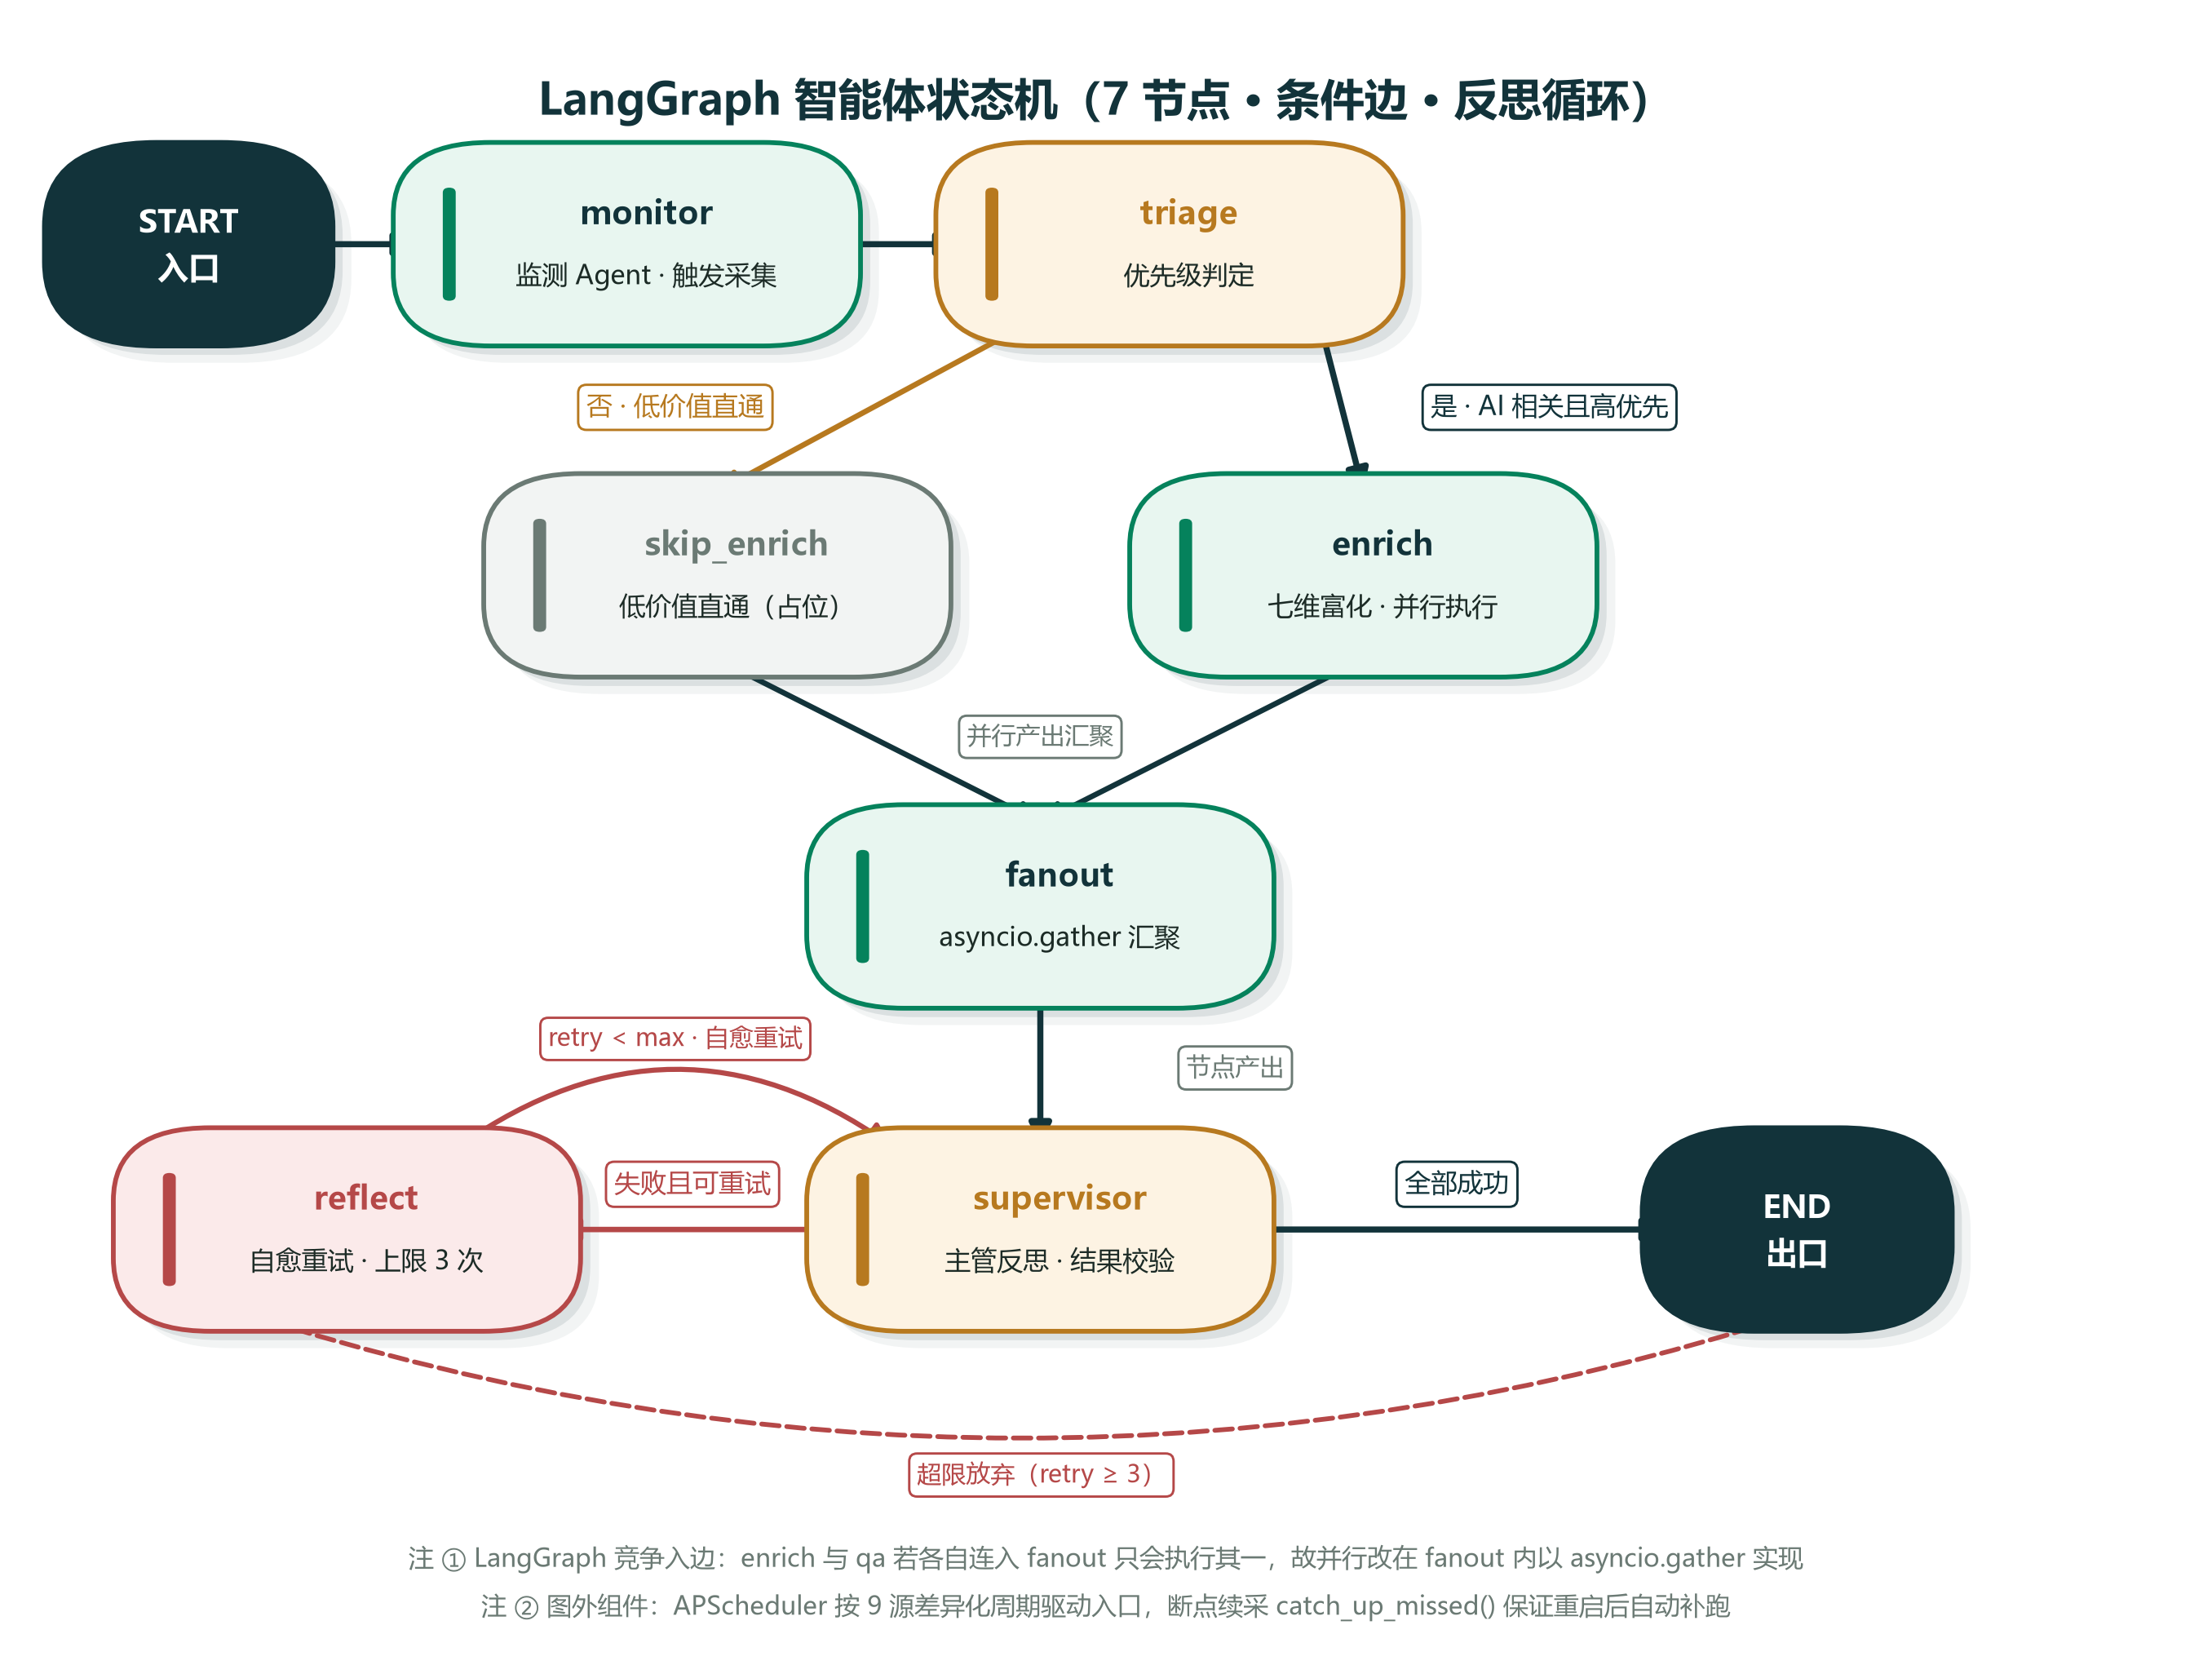 LangGraph 智能体状态机（7 节点 · 条件边 · 反思循环）
START
入口
monitor
监测 Agent · 触发采集
triage
优先级判定
否 · 低价值直通
是 · AI 相关且高优先
skip_enrich
低价值直通（占位）
enrich
七维富化 · 并行执行
并行产出汇聚
fanout
asyncio.gather 汇聚
retry < max · 自愈重试
节点产出
reflect
自愈重试 · 上限 3 次
失败且可重试
supervisor
主管反思 · 结果校验
全部成功
END
出口
超限放弃（retry ≥ 3）
注 ① LangGraph 竞争入边：enrich 与 qa 若各自连入 fanout 只会执行其一，故并行改在 fanout 内以 asyncio.gather 实现
注 ② 图外组件：APScheduler 按 9 源差异化周期驱动入口，断点续采 catch_up_missed() 保证重启后自动补跑